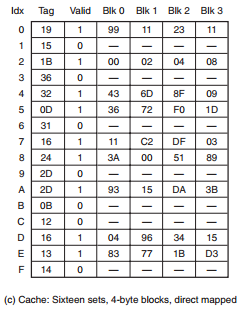 Idx Tag Valid Blk 0 Blk 1 Blk 2 Blk 3
0 19 1 99 11 23 11
1 15 0 — — — —
2 1B 1 00 02 04 08
3 36 0 — — — —
4 32 1 43 6D 8F 09
5 0D 1 36 72 F0 1D
6 31 0 — — — —
7 16 1 11 C2 DF 03
8 24 1 3A 00 51 89
9 2D 0 — — — —
A 2D 1 93 15 DA 3B
B 0B 0 — — — —
C 12 0 — — — —
D 16 1 04 96 34 15
E 13 1 83 77 1B D3
F 14 0 — — — —
(c) Cache: Sixteen sets, 4-byte blocks, direct mapped